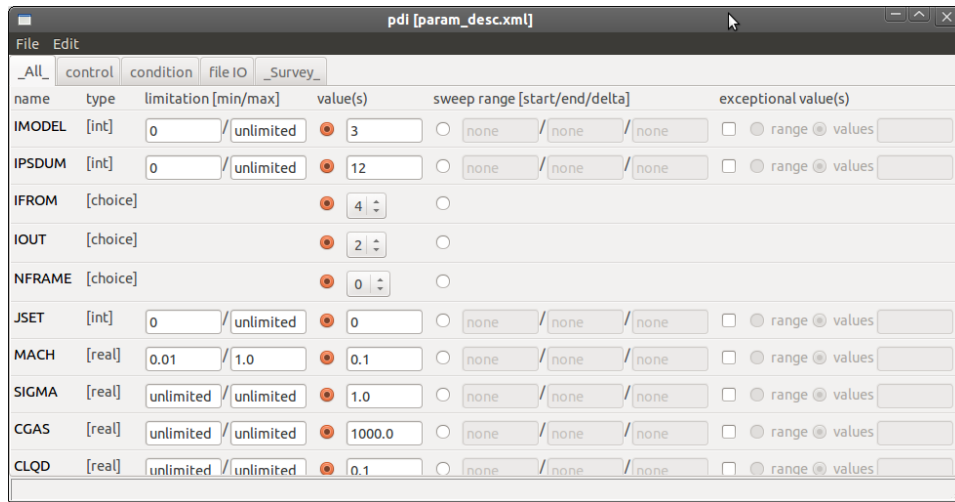 pdi [param_desc.xml]
File Edit
_All_ control condition file IO _Survey_
name type limitation [min/max] value(s) sweep range [start/end/delta] exceptional value(s)
IMODEL [int] 0 / unlimited 3 none / none / none range values
IPSDUM [int] 0 / unlimited 12 none / none / none range values
IFROM [choice] 4
IOUT [choice] 2
NFRAME [choice] 0
JSET [int] 0 / unlimited 0 none / none / none range values
MACH [real] 0.01 / 1.0 0.1 none / none / none range values
SIGMA [real] unlimited / unlimited 1.0 none / none / none range values
CGAS [real] unlimited / unlimited 1000.0 none / none / none range values
CLQD [real] unlimited / unlimited 0.1 none / none / none range values